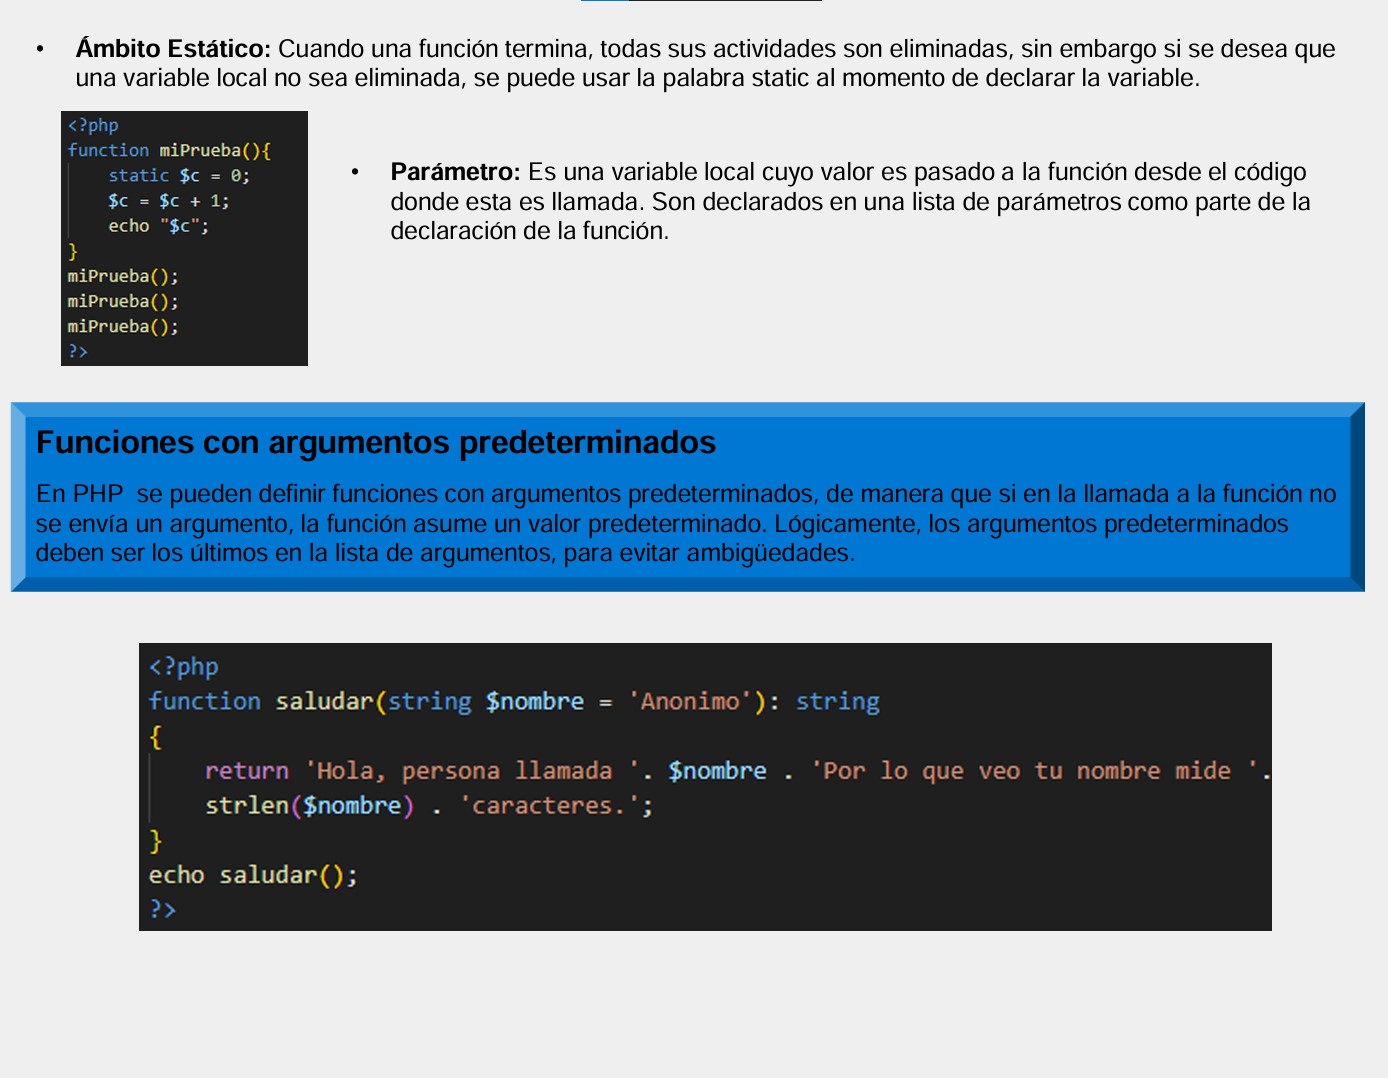 • Ámbito Estático: Cuando una función termina, todas sus actividades son eliminadas, sin embargo si se desea que
una variable local no sea eliminada, se puede usar la palabra static al momento de declarar la variable.
<?php
function miPrueba(){
    static $c = 0;
    $c = $c + 1;
    echo "$c";
}
miPrueba();
miPrueba();
miPrueba();
?>
• Parámetro: Es una variable local cuyo valor es pasado a la función desde el código
donde esta es llamada. Son declarados en una lista de parámetros como parte de la
declaración de la función.
Funciones con argumentos predeterminados
En PHP  se pueden definir funciones con argumentos predeterminados, de manera que si en la llamada a la función no
se envía un argumento, la función asume un valor predeterminado. Lógicamente, los argumentos predeterminados
deben ser los últimos en la lista de argumentos, para evitar ambigüedades.
<?php
function saludar(string $nombre = 'Anonimo'): string
{
    return 'Hola, persona llamada '. $nombre . 'Por lo que veo tu nombre mide '.
    strlen($nombre) . 'caracteres.';
}
echo saludar();
?>